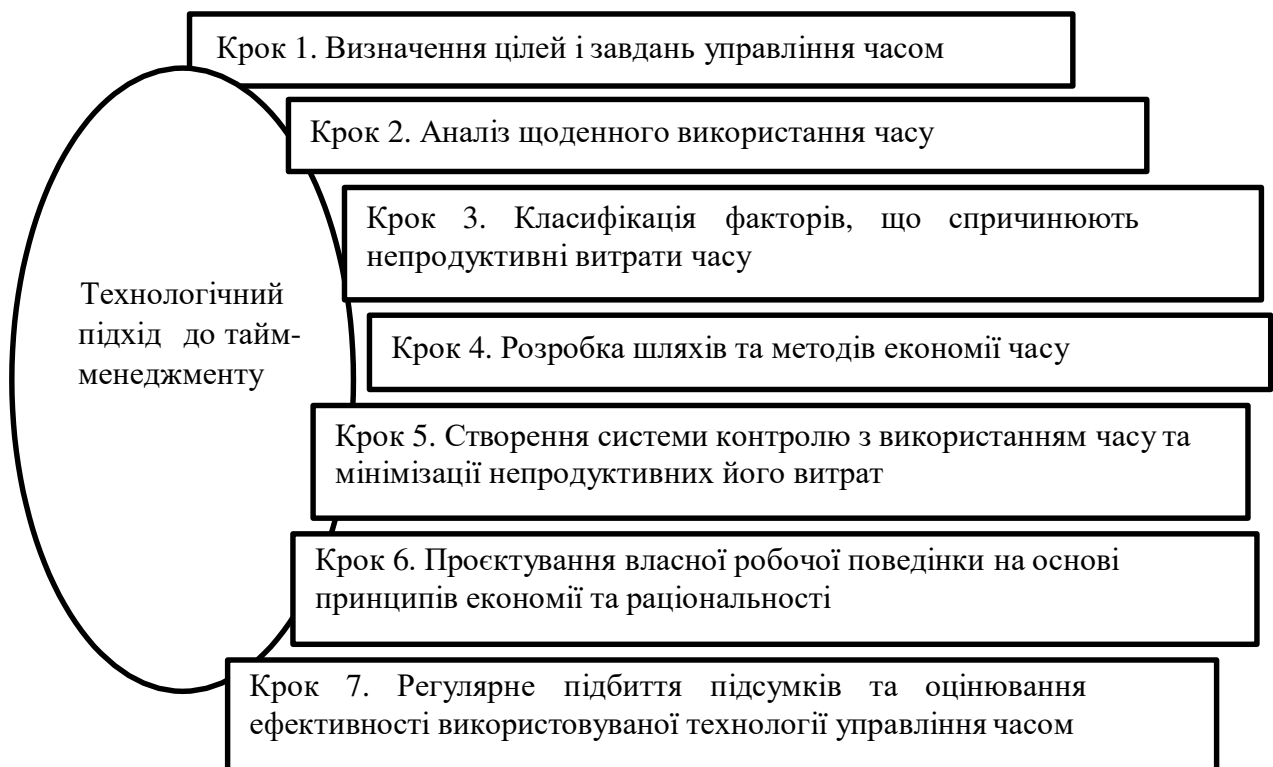 Крок 1. Визначення цілей і завдань управління часом
Крок 2. Аналіз щоденного використання часу
Крок 3. Класифікація факторів, що спричинюють
непродуктивні витрати часу
Технологічний
підхід до тайм-
менеджменту
Крок 4. Розробка шляхів та методів економії часу
Крок 5. Створення системи контролю з використанням часу та
мінімізації непродуктивних його витрат
Крок 6. Проєктування власної робочої поведінки на основі
принципів економії та раціональності
Крок 7. Регулярне підбиття підсумків та оцінювання
ефективності використовуваної технології управління часом